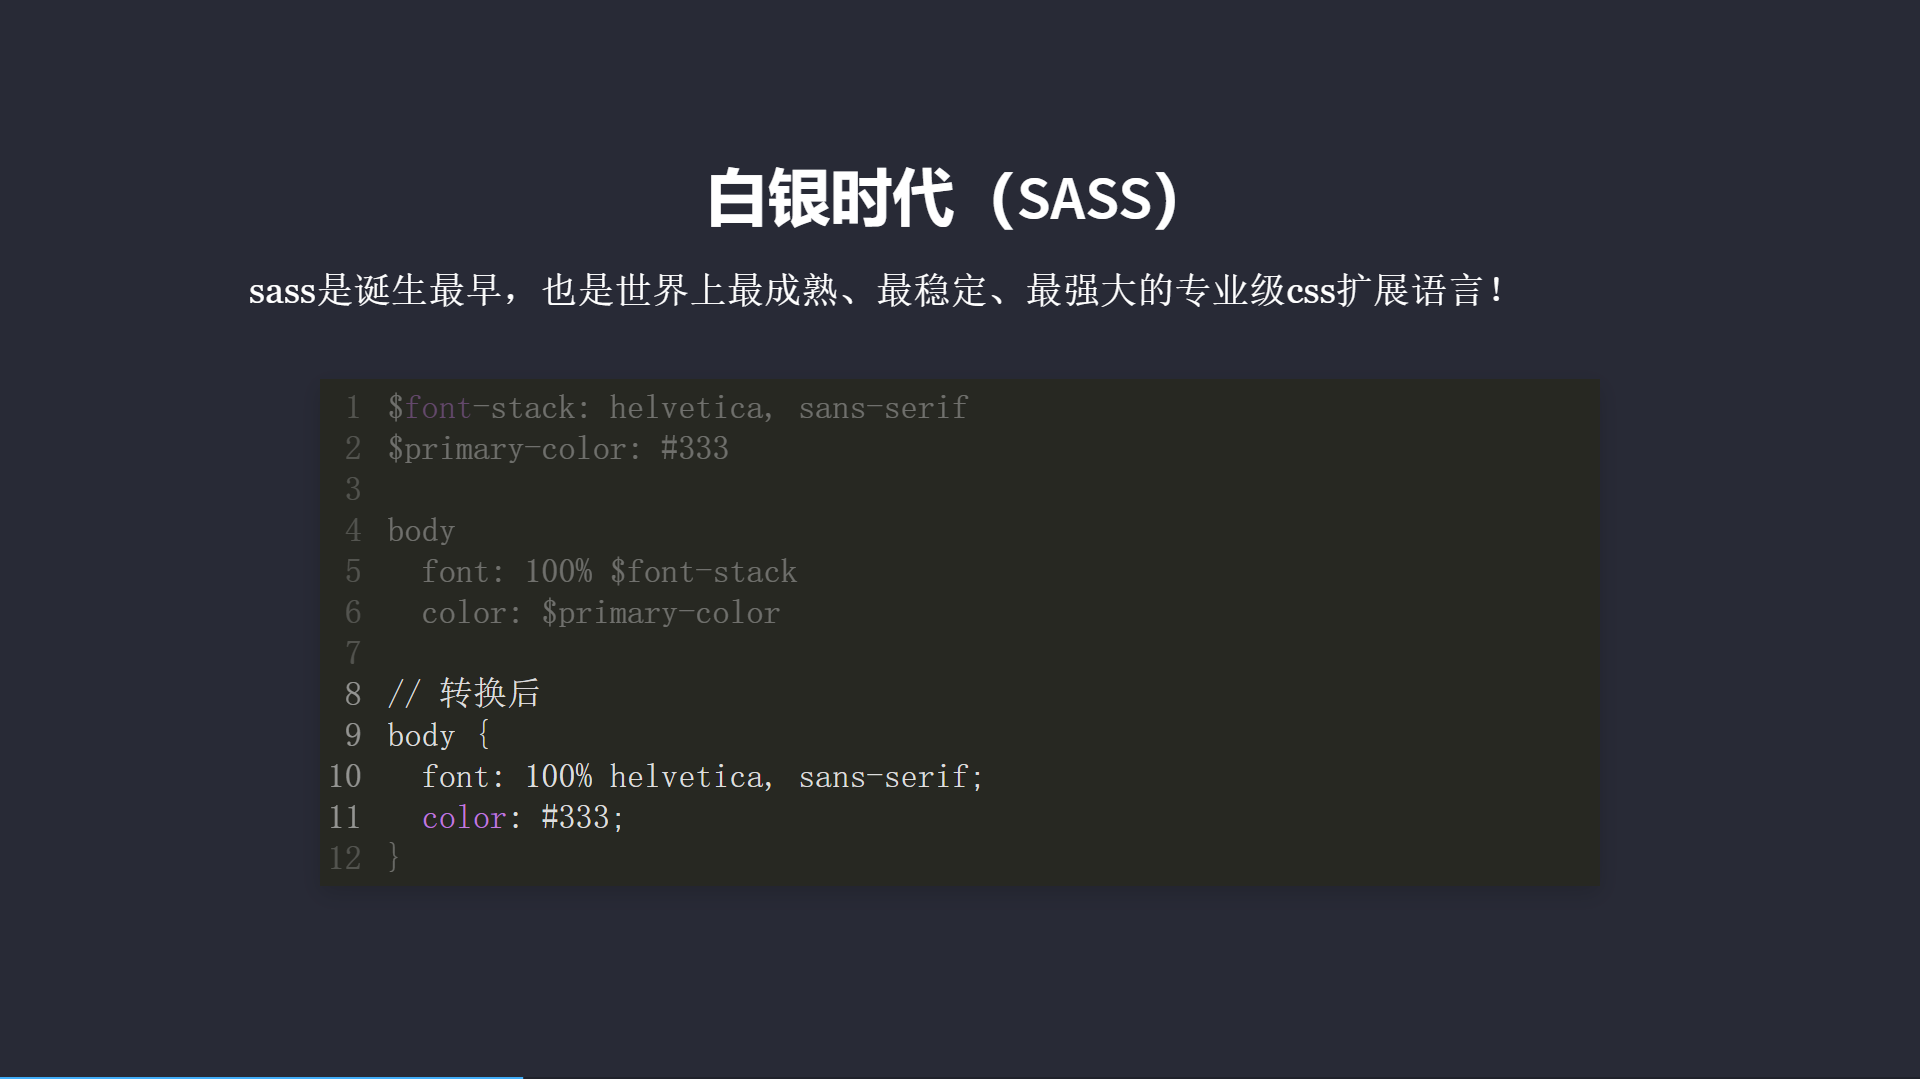 白银时代（SASS）
sass是诞生最早，也是世界上最成熟、最稳定、最强大的专业级css扩展语言！
1 $font-stack: helvetica, sans-serif
2 $primary-color: #333
3
4 body
5   font: 100% $font-stack
6   color: $primary-color
7
8 // 转换后
9 body {
10   font: 100% helvetica, sans-serif;
11   color: #333;
12 }